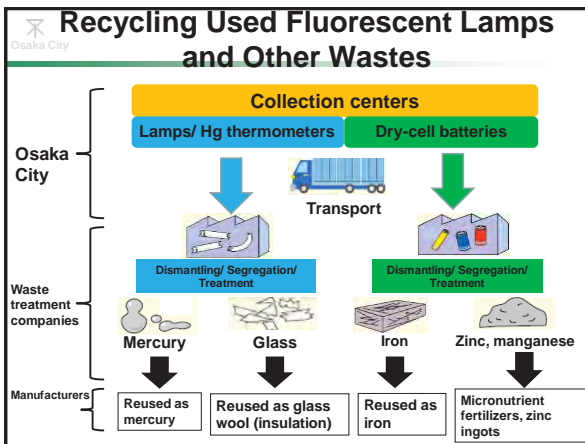 Recycling Used Fluorescent Lamps
and Other Wastes
Osaka City
Collection centers
Lamps/ Hg thermometers
Dry-cell batteries
Osaka
City
Transport
Dismantling/ Segregation/
Treatment
Dismantling/ Segregation/
Treatment
Waste
treatment
companies
Mercury
Glass
Iron
Zinc, manganese
Manufacturers
Reused as
mercury
Reused as glass
wool (insulation)
Reused as
iron
Micronutrient
fertilizers, zinc
ingots